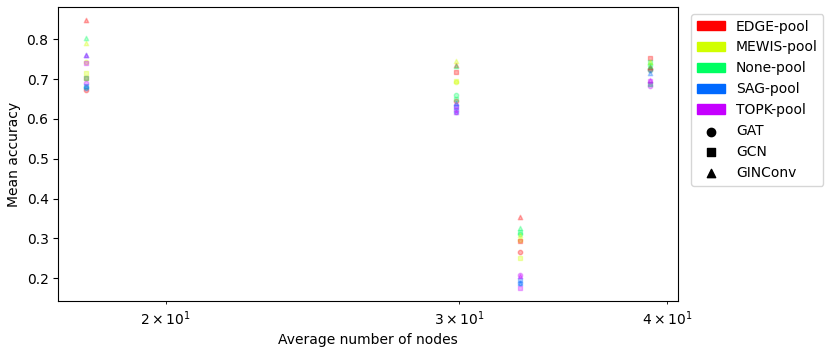 0.8
0.7
0.6
0.5
0.4
0.3
0.2
Mean accuracy
2 × 10¹
3 × 10¹
4 × 10¹
Average number of nodes
EDGE-pool
MEWIS-pool
None-pool
SAG-pool
TOPK-pool
GAT
GCN
GINConv